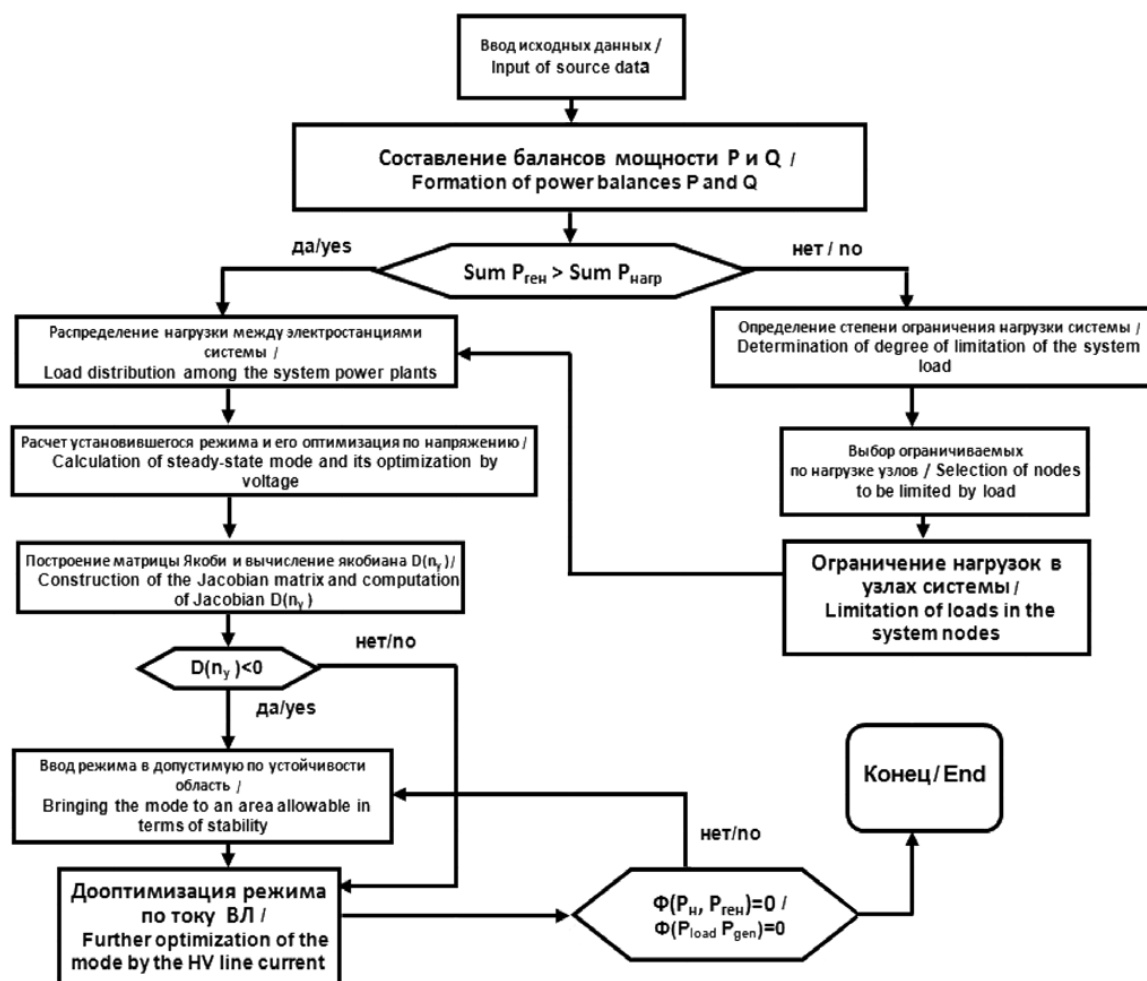 Ввод исходных данных /
Input of source data
Составление балансов мощности P и Q /
Formation of power balances P and Q
да/yes
нет / no
Sum Pген > Sum Pнагр
Распределение нагрузки между электростанциями
системы /
Load distribution among the system power plants
Определение степени ограничения нагрузки системы /
Determination of degree of limitation of the system
load
Расчет установившегося режима и его оптимизация по напряжению /
Calculation of steady-state mode and its optimization by
voltage
Выбор ограничиваемых
по нагрузке узлов / Selection of nodes
to be limited by load
Построение матрицы Якоби и вычисление якобиана D(nу) /
Construction of the Jacobian matrix and computation
of Jacobian D(nу)
Ограничение нагрузок в
узлах системы /
Limitation of loads in the
system nodes
нет/no
D(nу)<0
да/yes
Ввод режима в допустимую по устойчивости
область /
Bringing the mode to an area allowable in
terms of stability
Конец / End
нет/no
Дооптимизация режима
по току ВЛ /
Further optimization of the
mode by the HV line current
Ф(Pн, Pген)=0 /
Ф(Pload Pgen)=0